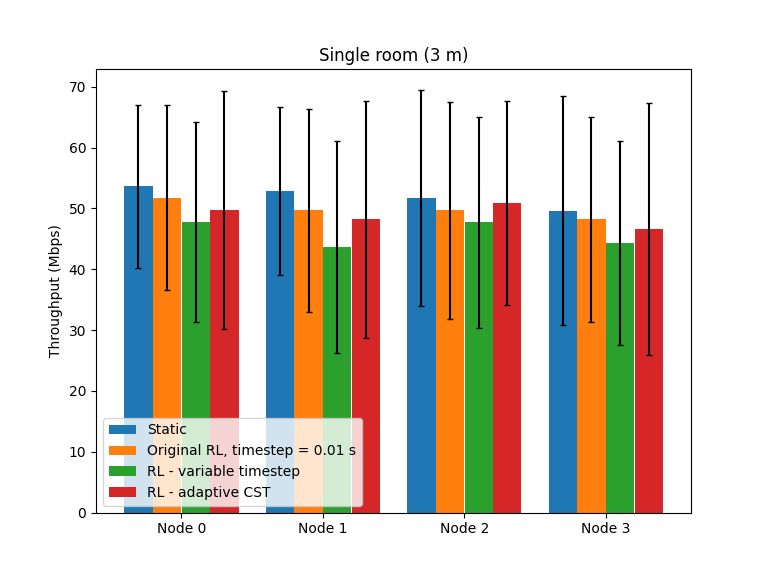 Single room (3 m)
Throughput (Mbps)
70
60
50
40
30
20
10
0
Static
Original RL, timestep = 0.01 s
RL - variable timestep
RL - adaptive CST
Node 0
Node 1
Node 2
Node 3